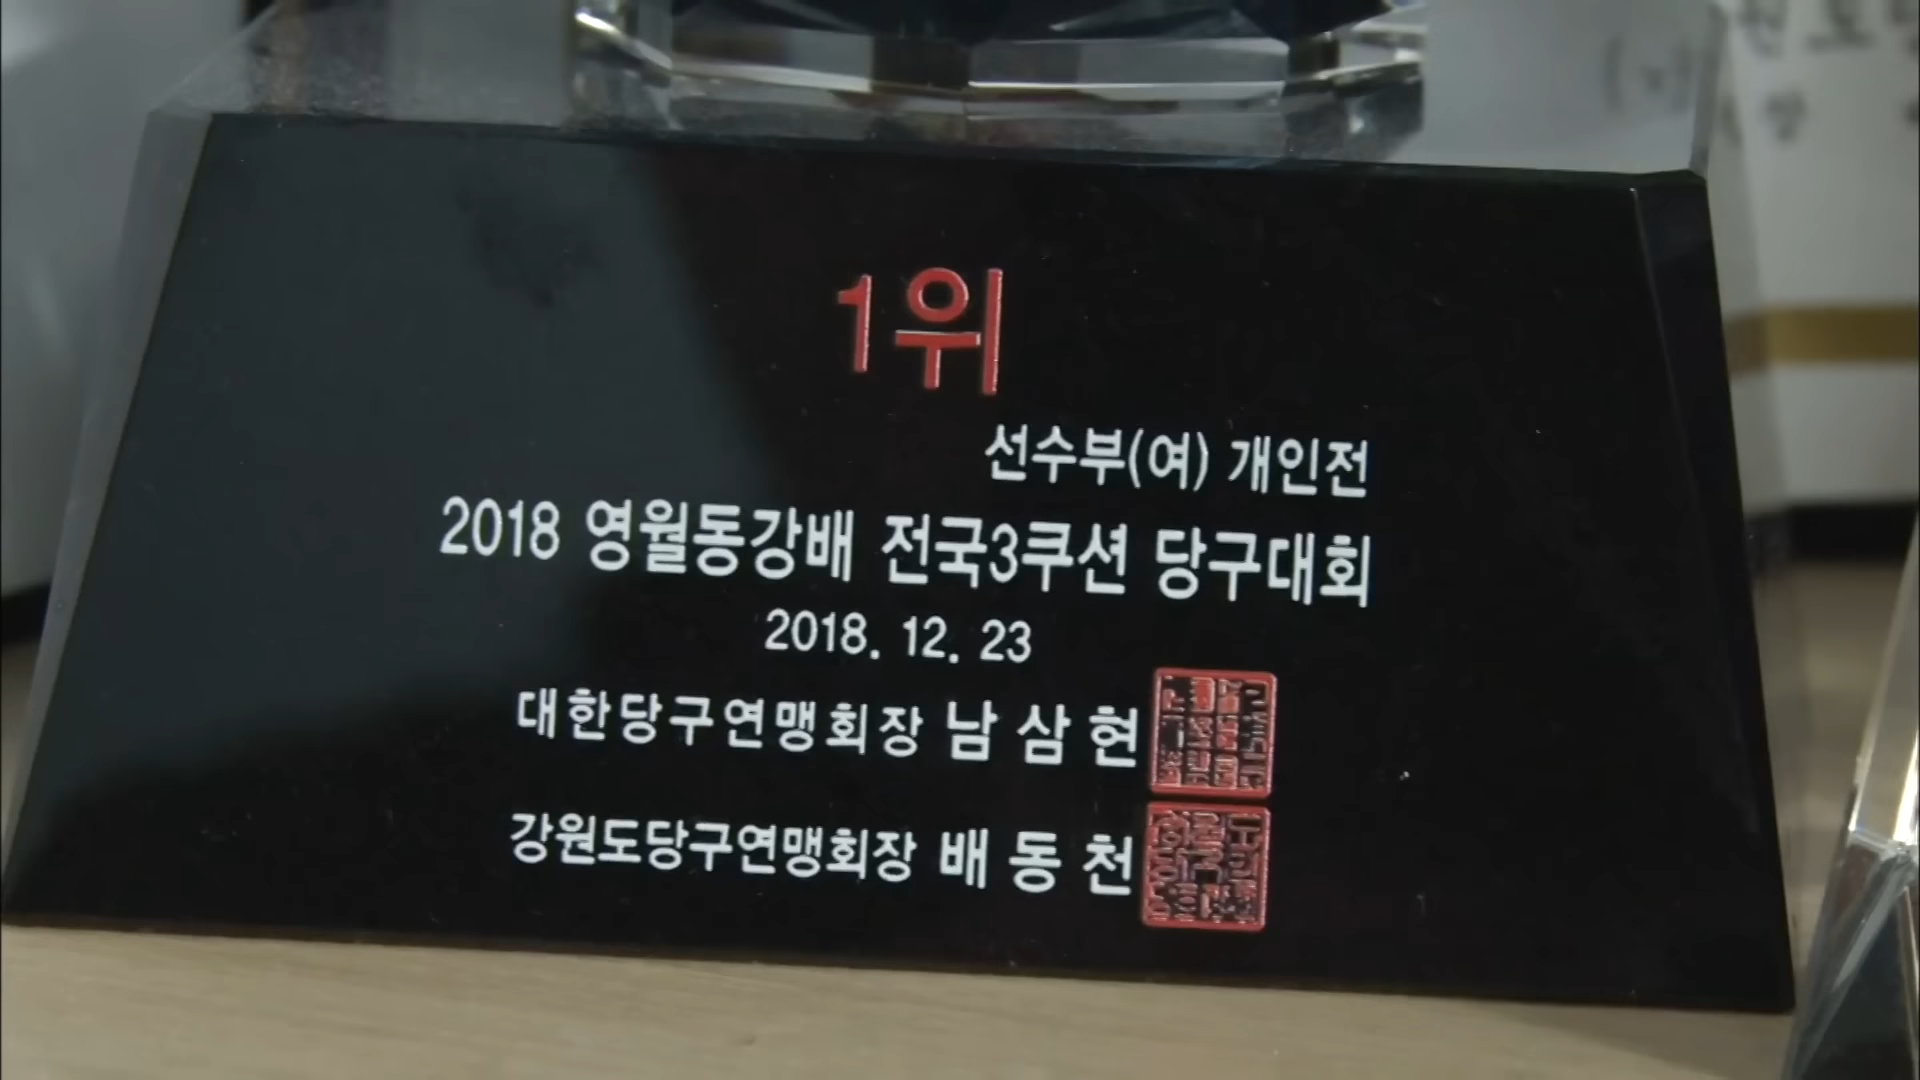 1위
선수부(여) 개인전
2018 영월동강배 전국3쿠션 당구대회
2018. 12. 23
대한당구연맹회장 남 삼 현
강원도당구연맹회장 배 동 천